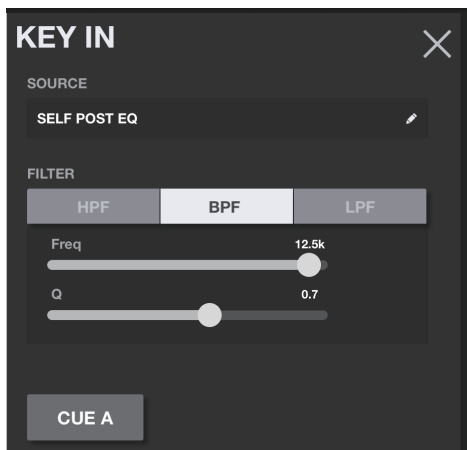 KEY IN
SOURCE
SELF POST EQ
FILTER
HPF BPF LPF
Freq 12.5k
Q 0.7
CUE A